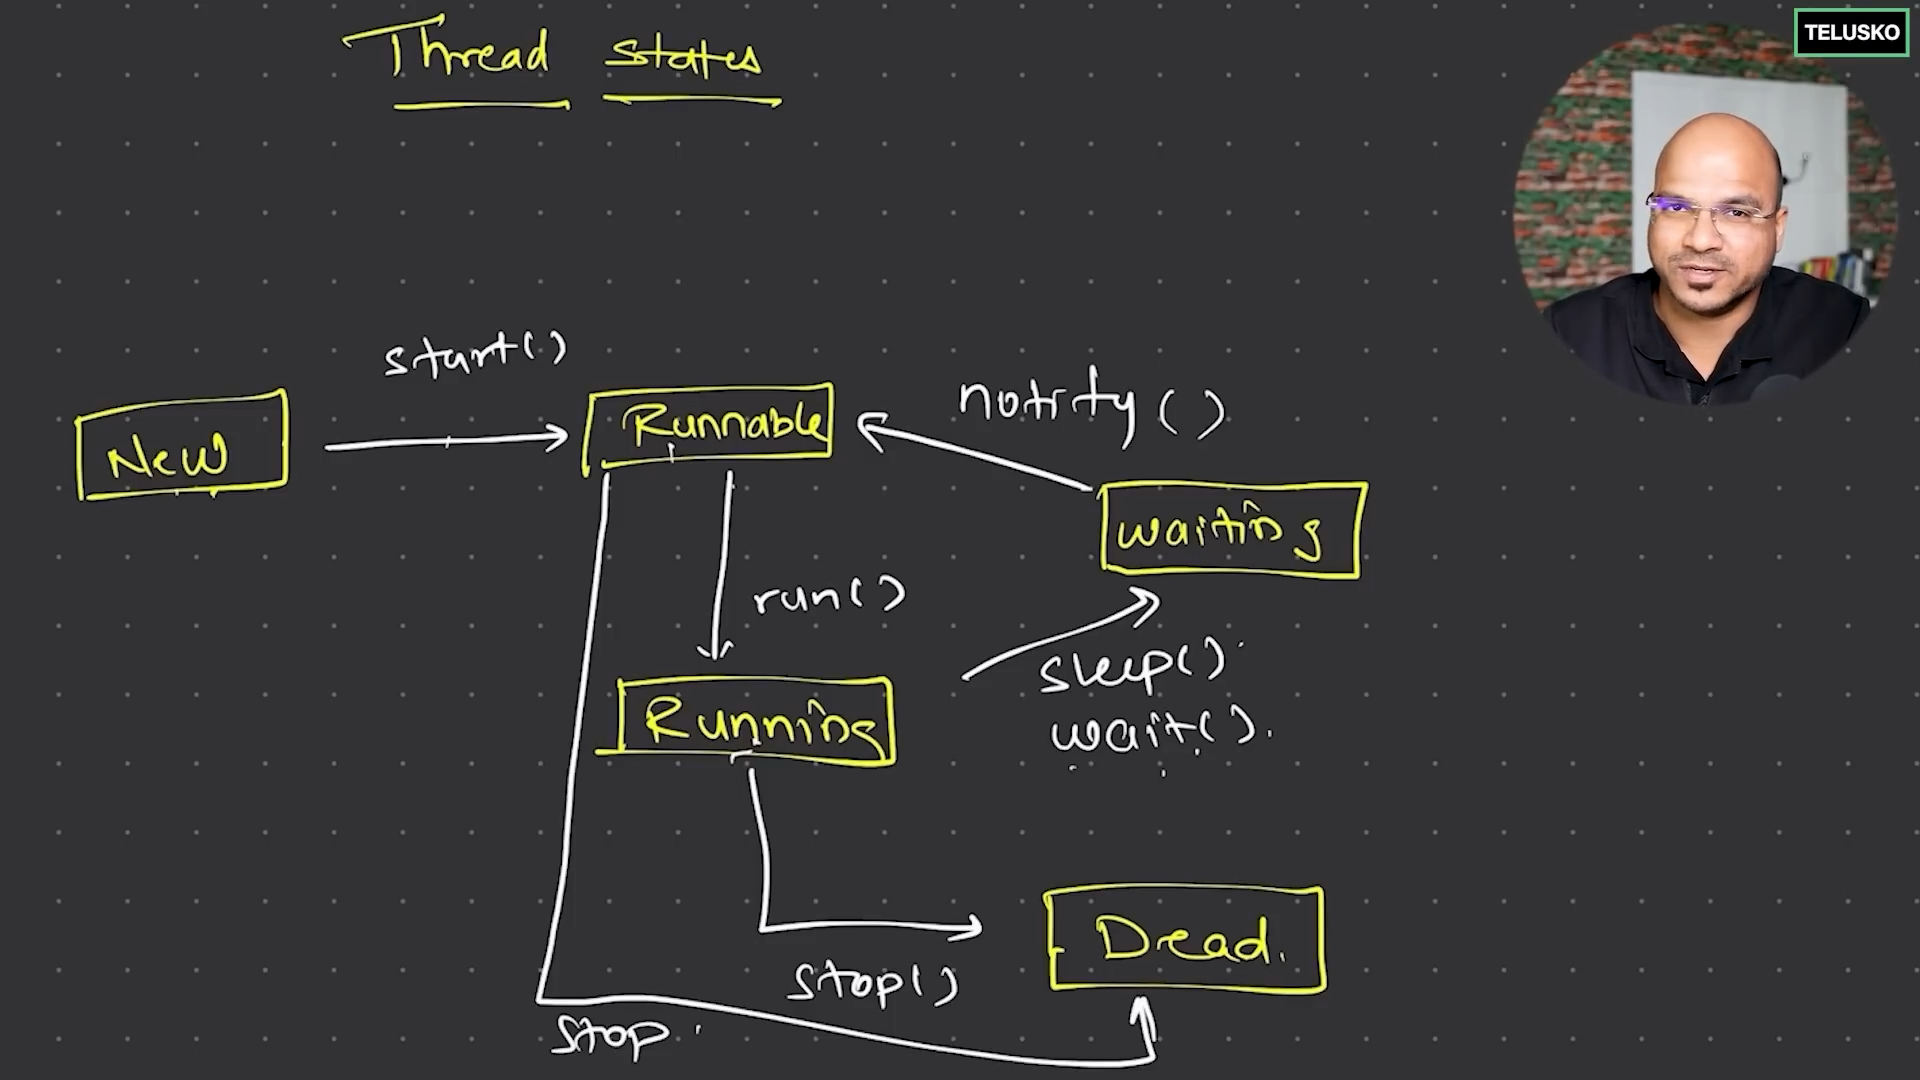 TELUSKO
Thread states
start()
New
Runnable
notify()
waiting
run()
sleep()
wait().
Running
Dead.
stop()
stop